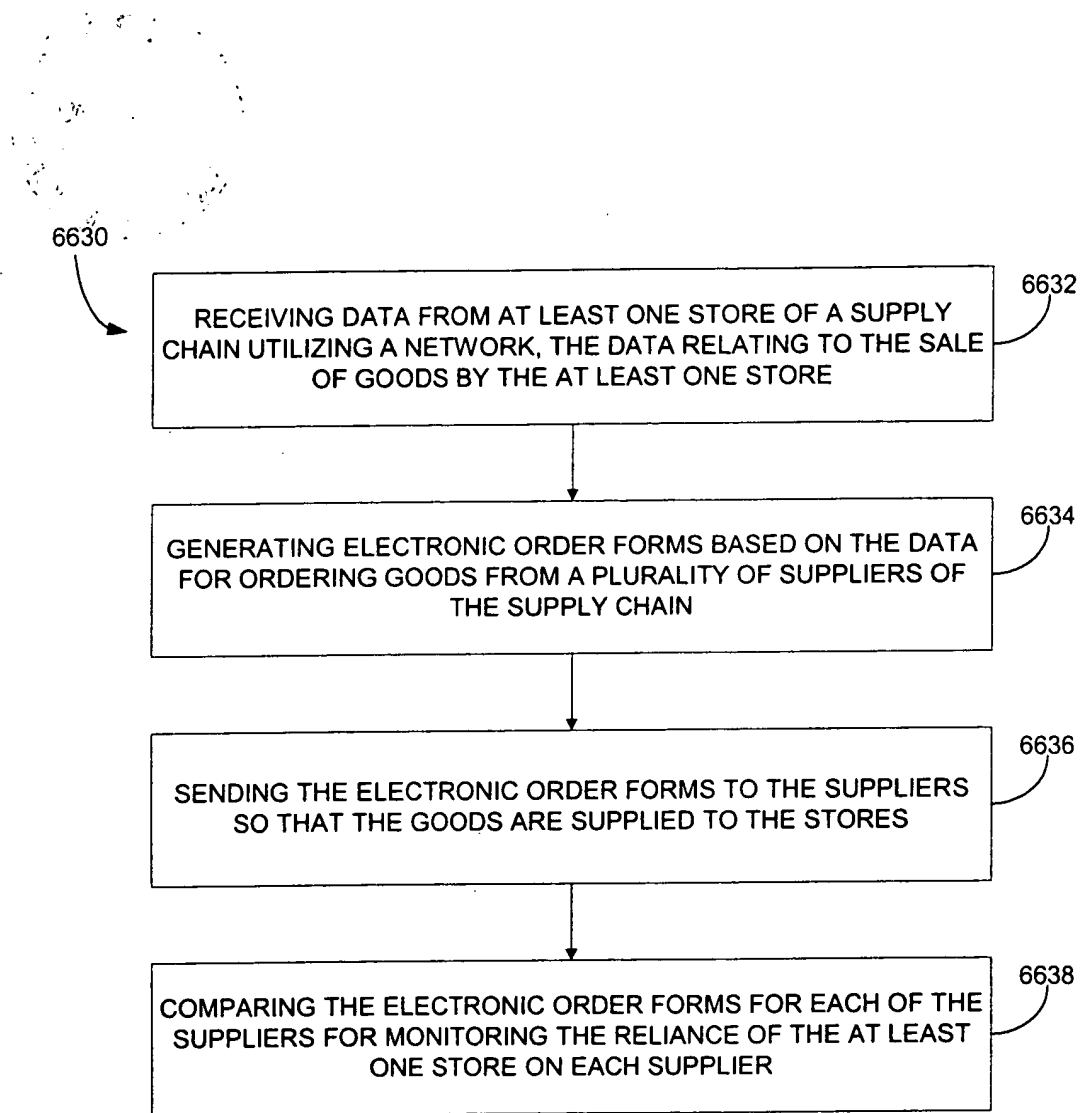 6630
6632
RECEIVING DATA FROM AT LEAST ONE STORE OF A SUPPLY
CHAIN UTILIZING A NETWORK, THE DATA RELATING TO THE SALE
OF GOODS BY THE AT LEAST ONE STORE
6634
GENERATING ELECTRONIC ORDER FORMS BASED ON THE DATA
FOR ORDERING GOODS FROM A PLURALITY OF SUPPLIERS OF
THE SUPPLY CHAIN
6636
SENDING THE ELECTRONIC ORDER FORMS TO THE SUPPLIERS
SO THAT THE GOODS ARE SUPPLIED TO THE STORES
6638
COMPARING THE ELECTRONIC ORDER FORMS FOR EACH OF THE
SUPPLIERS FOR MONITORING THE RELIANCE OF THE AT LEAST
ONE STORE ON EACH SUPPLIER